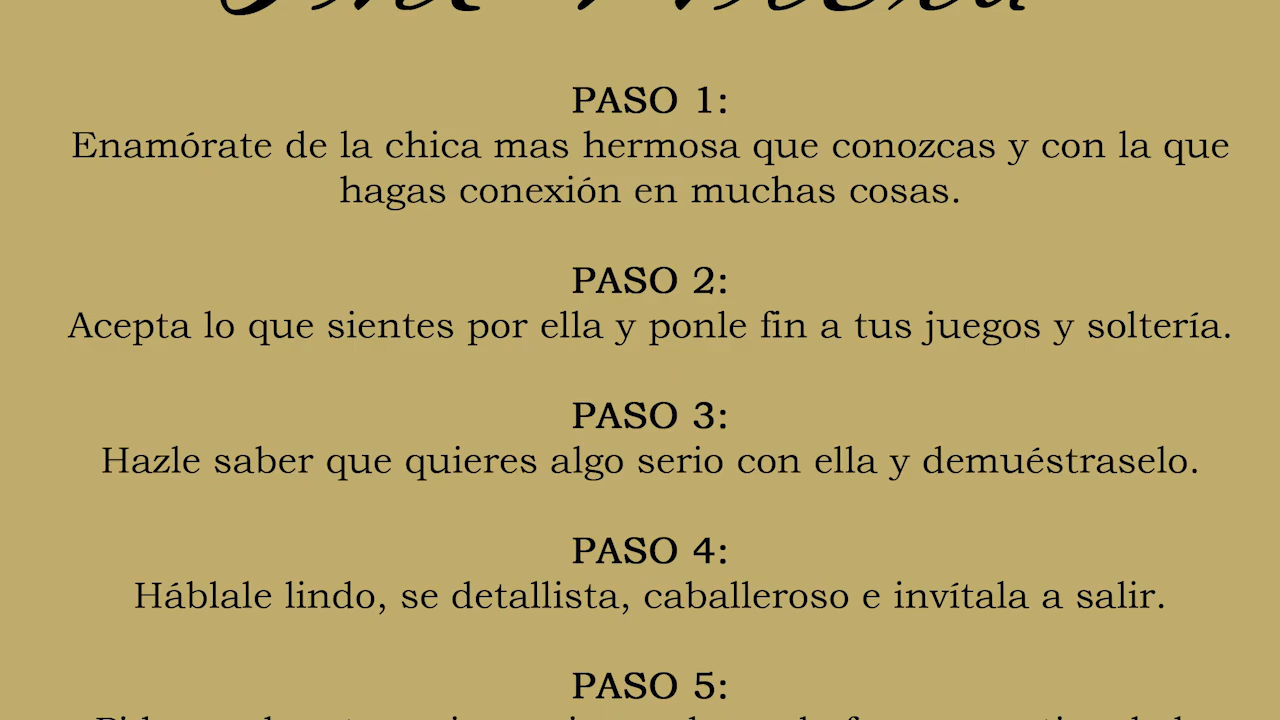 PASO 1:
Enamórate de la chica mas hermosa que conozcas y con la que
hagas conexión en muchas cosas.
PASO 2:
Acepta lo que sientes por ella y ponle fin a tus juegos y soltería.
PASO 3:
Hazle saber que quieres algo serio con ella y demuéstraselo.
PASO 4:
Háblale lindo, se detallista, caballeroso e invítala a salir.
PASO 5: